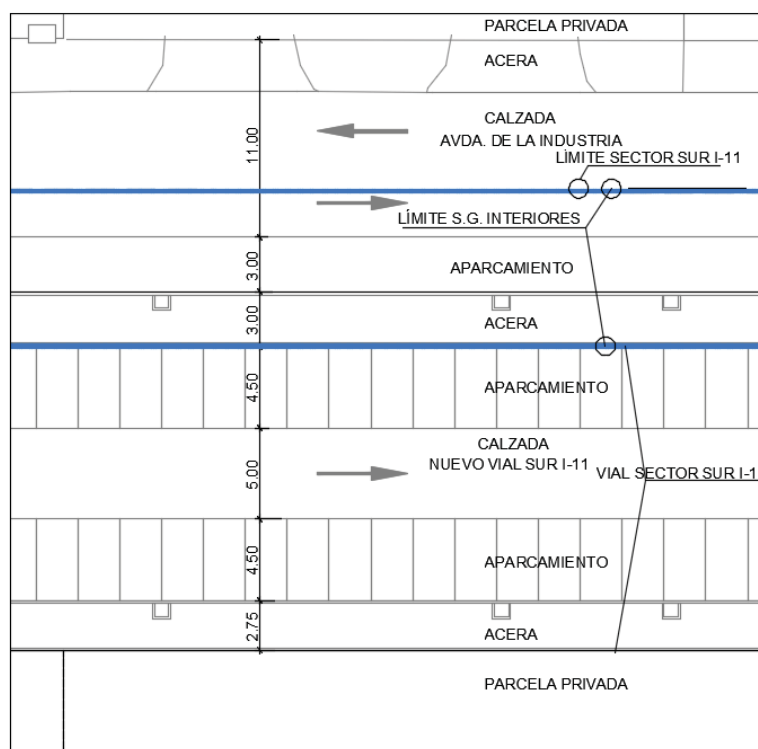 PARCELA PRIVADA
ACERA
CALZADA
AVDA. DE LA INDUSTRIA
LÍMITE SECTOR SUR I-11
11.00
LÍMITE S.G. INTERIORES
APARCAMIENTO
3.00
ACERA
3.00
APARCAMIENTO
4.50
CALZADA
NUEVO VIAL SUR I-11
VIAL SECTOR SUR I-1
5.00
APARCAMIENTO
4.50
ACERA
2.75
PARCELA PRIVADA